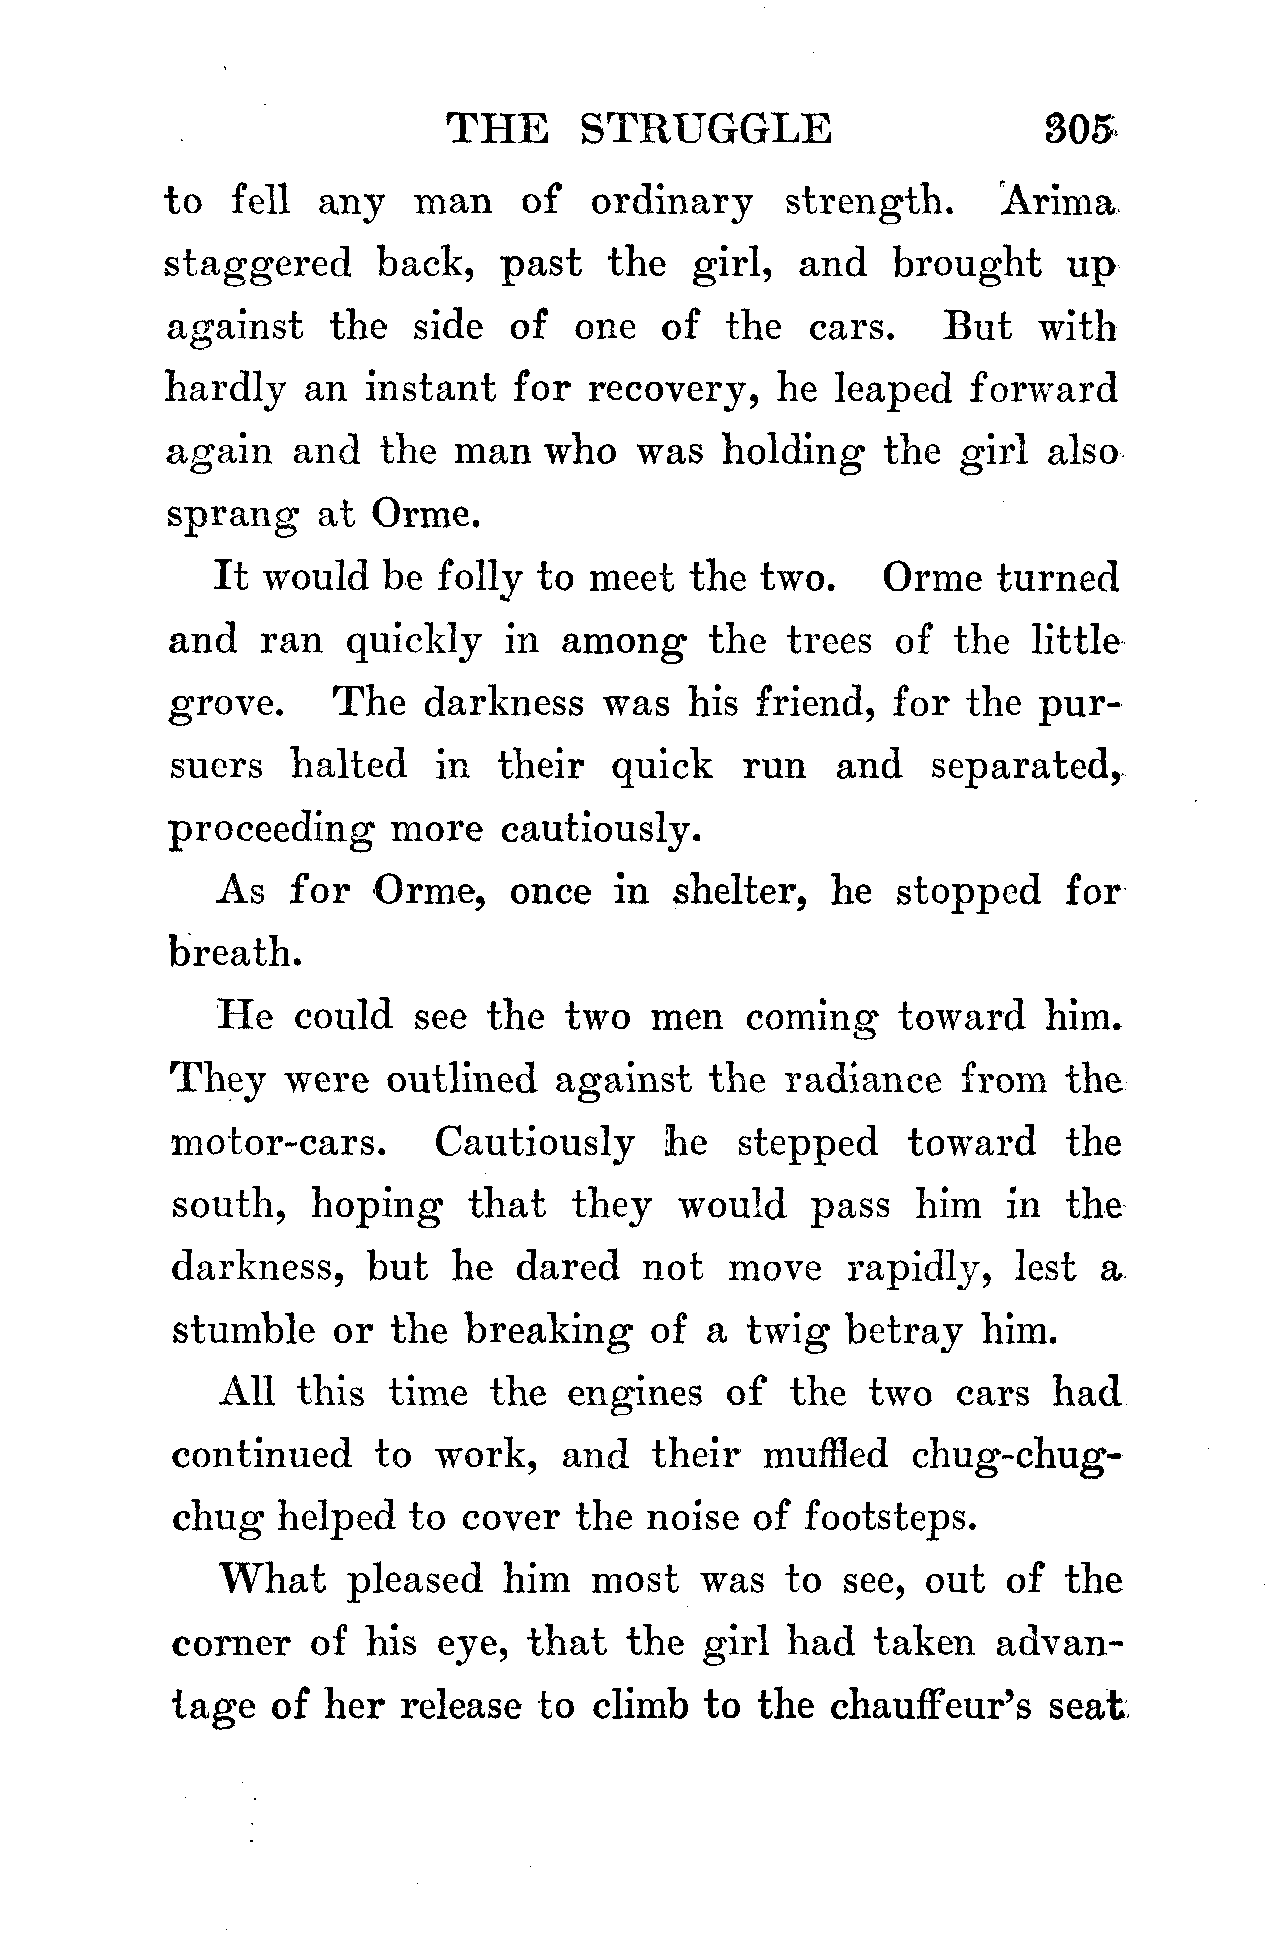 THE STRUGGLE 305
to fell any man of ordinary strength. Arima
staggered back, past the girl, and brought up
against the side of one of the cars. But with
hardly an instant for recovery, he leaped forward
again and the man who was holding the girl also
sprang at Orme.
It would be folly to meet the two. Orme turned
and ran quickly in among the trees of the little
grove. The darkness was his friend, for the pur-
suers halted in their quick run and separated,
proceeding more cautiously.
As for Orme, once in shelter, he stopped for
breath.
He could see the two men coming toward him.
They were outlined against the radiance from the
motor-cars. Cautiously he stepped toward the
south, hoping that they would pass him in the
darkness, but he dared not move rapidly, lest a
stumble or the breaking of a twig betray him.
All this time the engines of the two cars had
continued to work, and their muffled chug-chug-
chug helped to cover the noise of footsteps.
What pleased him most was to see, out of the
corner of his eye, that the girl had taken advan-
tage of her release to climb to the chauffeur's seat